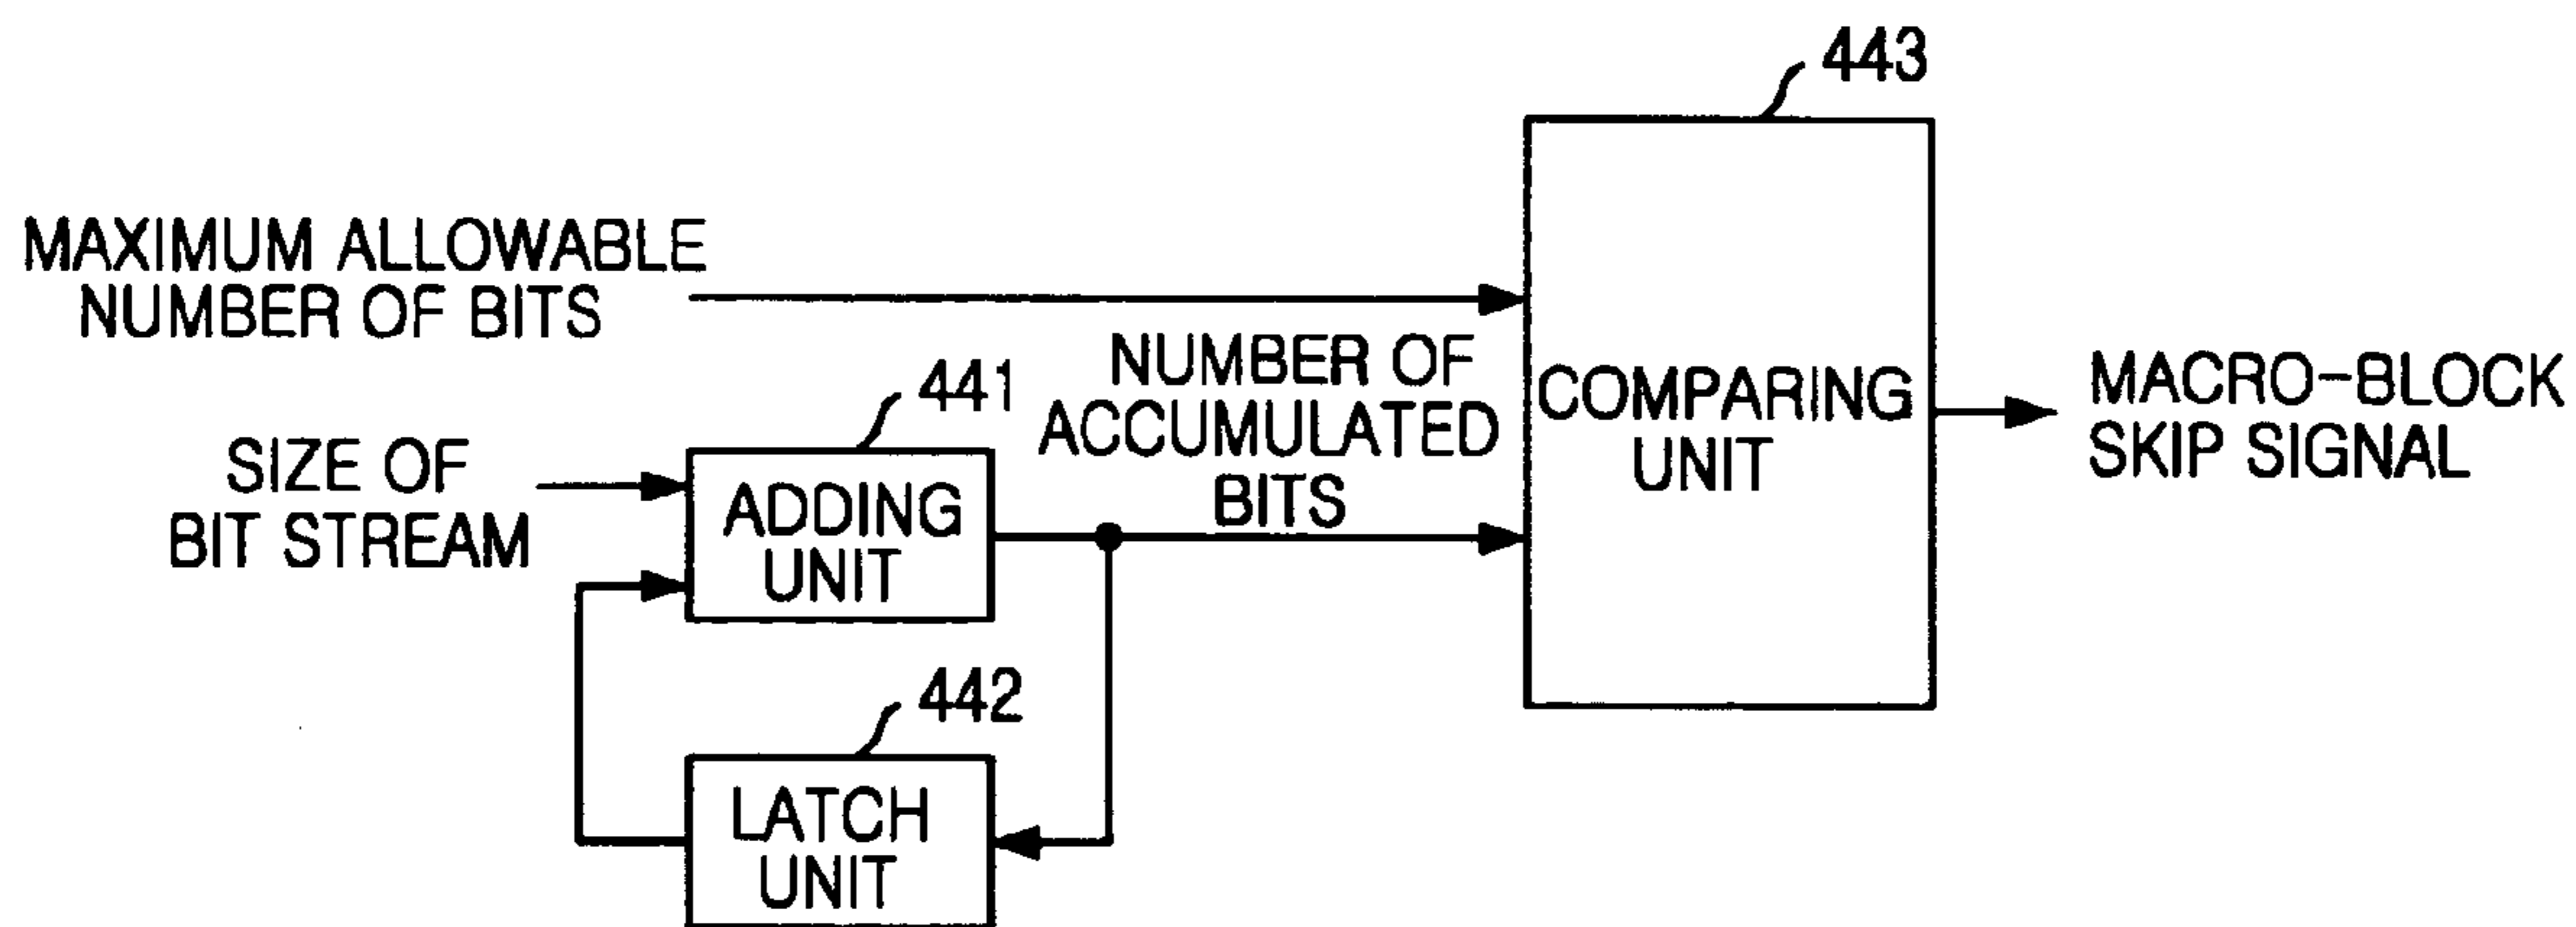 443
MAXIMUM ALLOWABLE
NUMBER OF BITS
NUMBER OF
ACCUMULATED
BITS
441
SIZE OF
BIT STREAM
ADDING
UNIT
COMPARING
UNIT
MACRO-BLOCK
SKIP SIGNAL
442
LATCH
UNIT